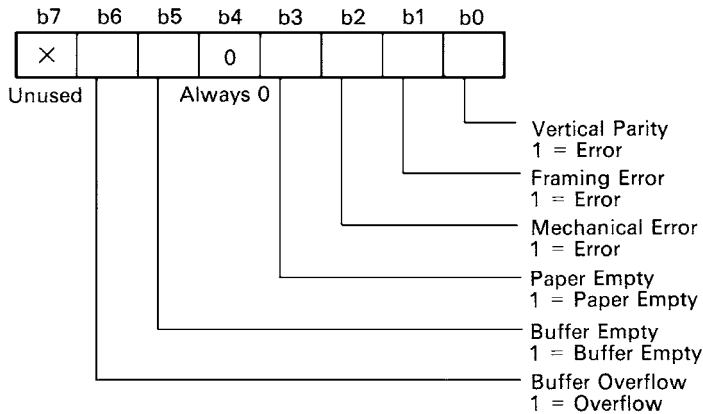 b7 b6 b5 b4 b3 b2 b1 b0
× 0
Unused Always 0
Vertical Parity
1 = Error
Framing Error
1 = Error
Mechanical Error
1 = Error
Paper Empty
1 = Paper Empty
Buffer Empty
1 = Buffer Empty
Buffer Overflow
1 = Overflow